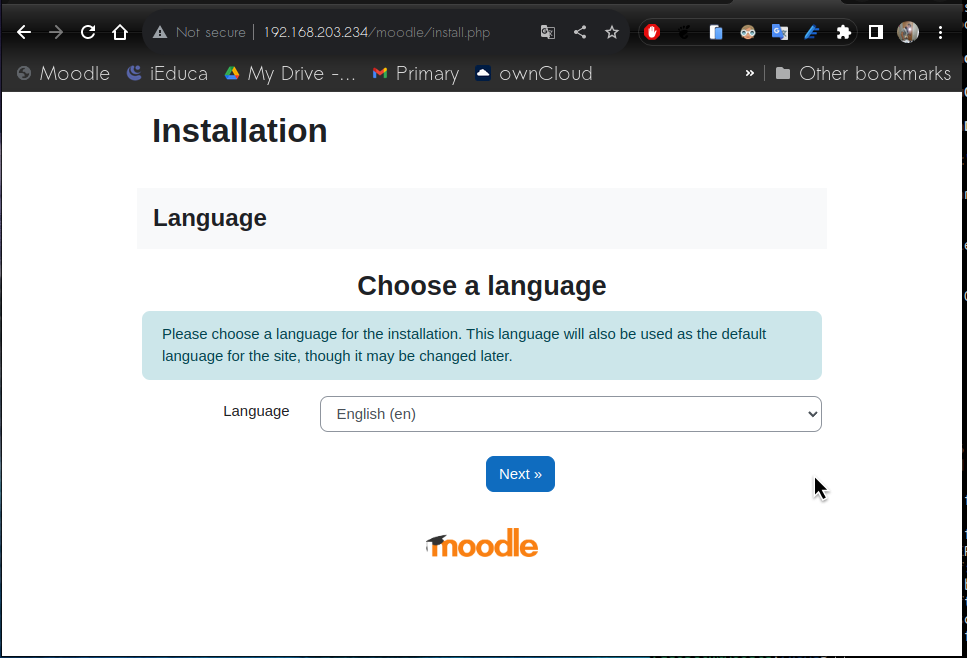 Not secure | 192.168.203.234/moodle/install.php
Moodle iEduca My Drive -... Primary ownCloud » Other bookmarks
Installation
Language
Choose a language
Please choose a language for the installation. This language will also be used as the default
language for the site, though it may be changed later.
Language English (en)
Next »
moodle